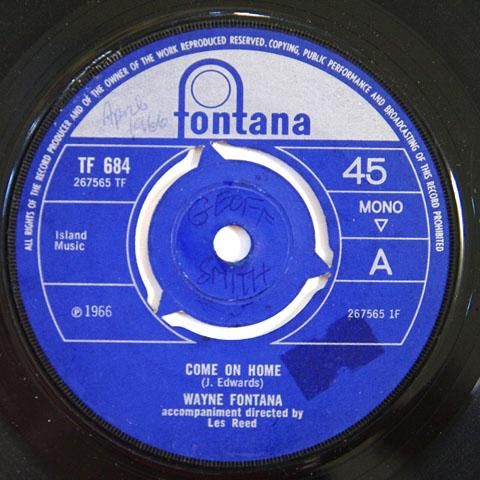 ALL RIGHTS OF THE RECORD PRODUCER AND OF THE OWNER OF THE WORK REPRODUCED RESERVED. COPYING, PUBLIC PERFORMANCE AND BROADCASTING OF THIS RECORD PROHIBITED
April
1966
fontana
TF 684
267565 TF
45
MONO
A
Island
Music
GEOFF
SMITH
℗ 1966
267565 1F
COME ON HOME
(J. Edwards)
WAYNE FONTANA
accompaniment directed by
Les Reed